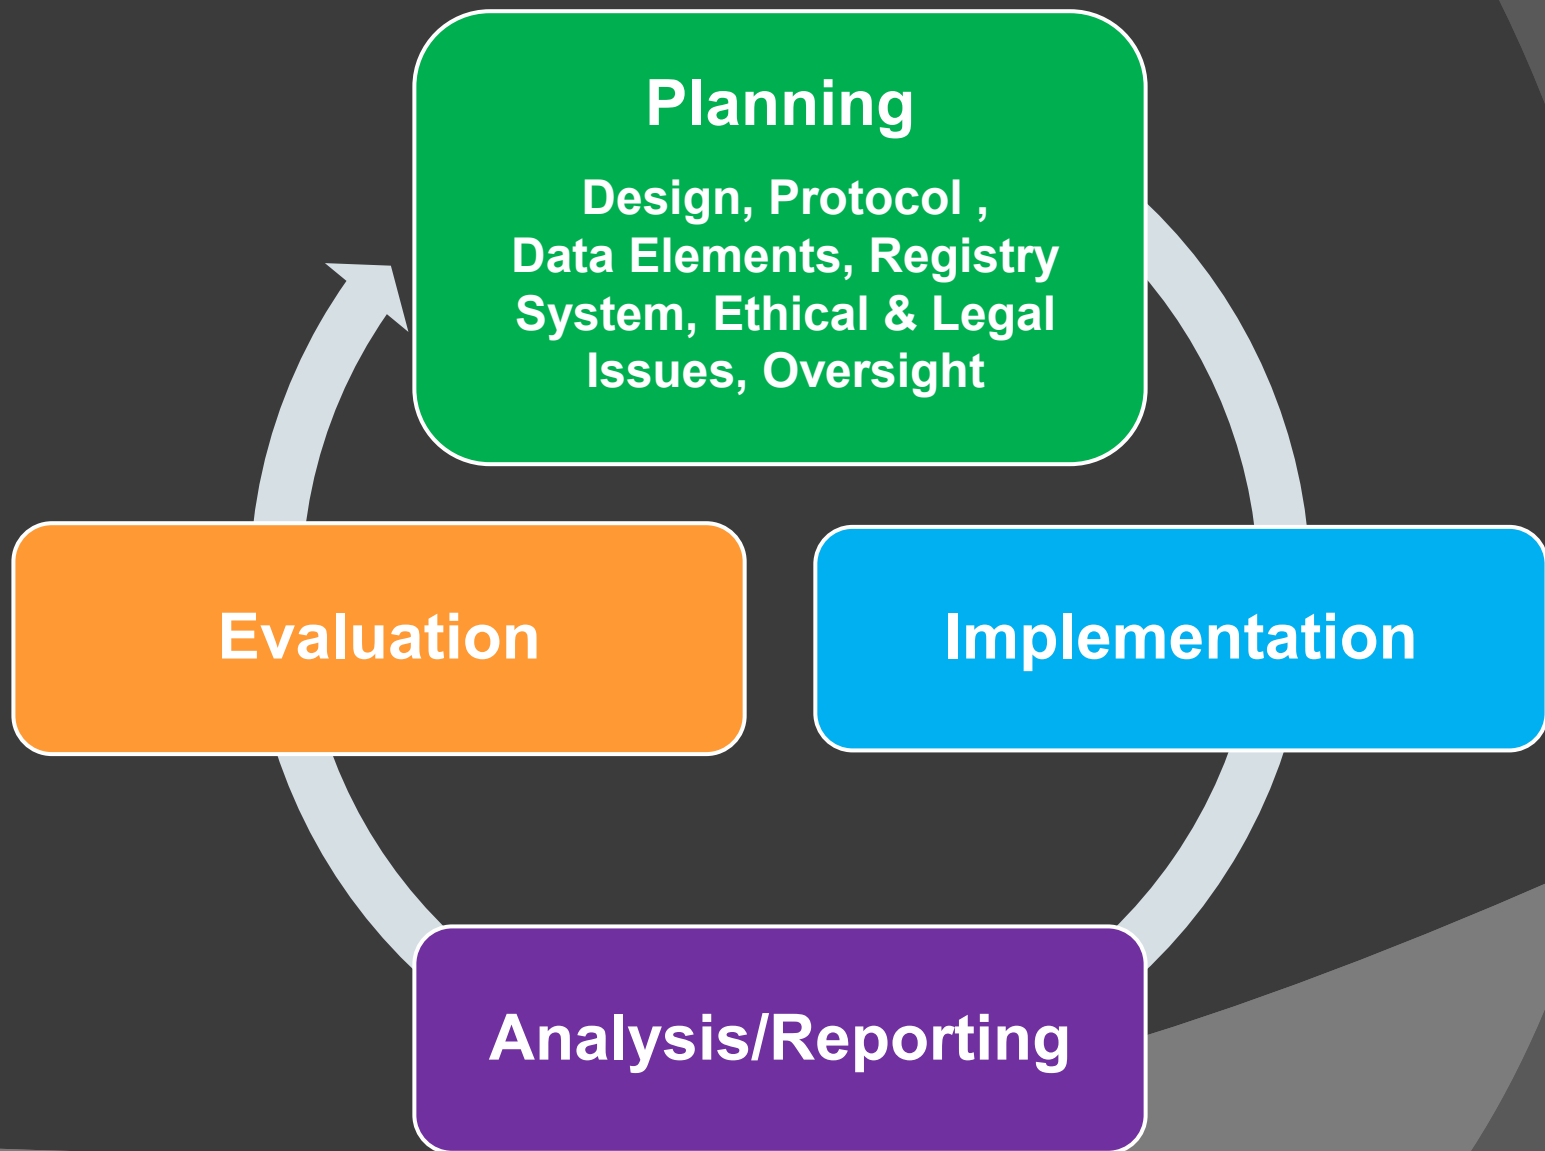 Planning
Design, Protocol ,
Data Elements, Registry
System, Ethical & Legal
Issues, Oversight
Evaluation
Implementation
Analysis/Reporting